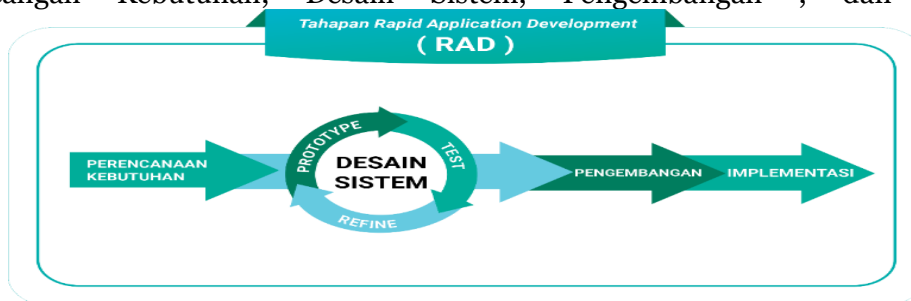 Kebutuhan, Desain Sistem, Pengembangan , dan
Tahapan Rapid Application Development
( RAD )
PERENCANAAN
KEBUTUHAN
PROTOTYPE
TEST
REFINE
DESAIN
SISTEM
PENGEMBANGAN
IMPLEMENTASI